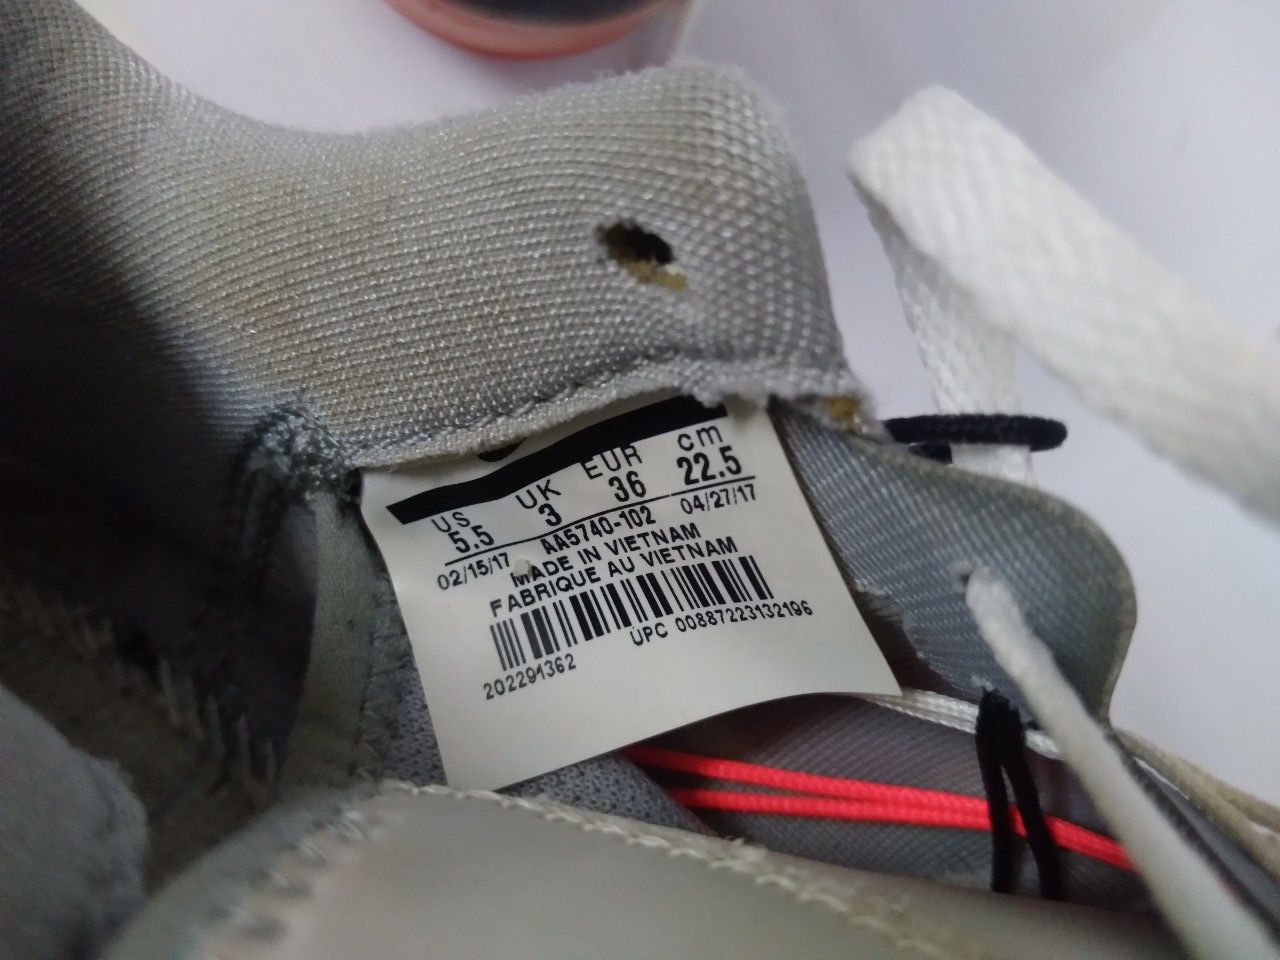 US UK EUR cm
5.5 3 36 22.5
02/15/17 AA5740-102 04/27/17
MADE IN VIETNAM
FABRIQUE AU VIETNAM
UPC 00887223132196
202291362